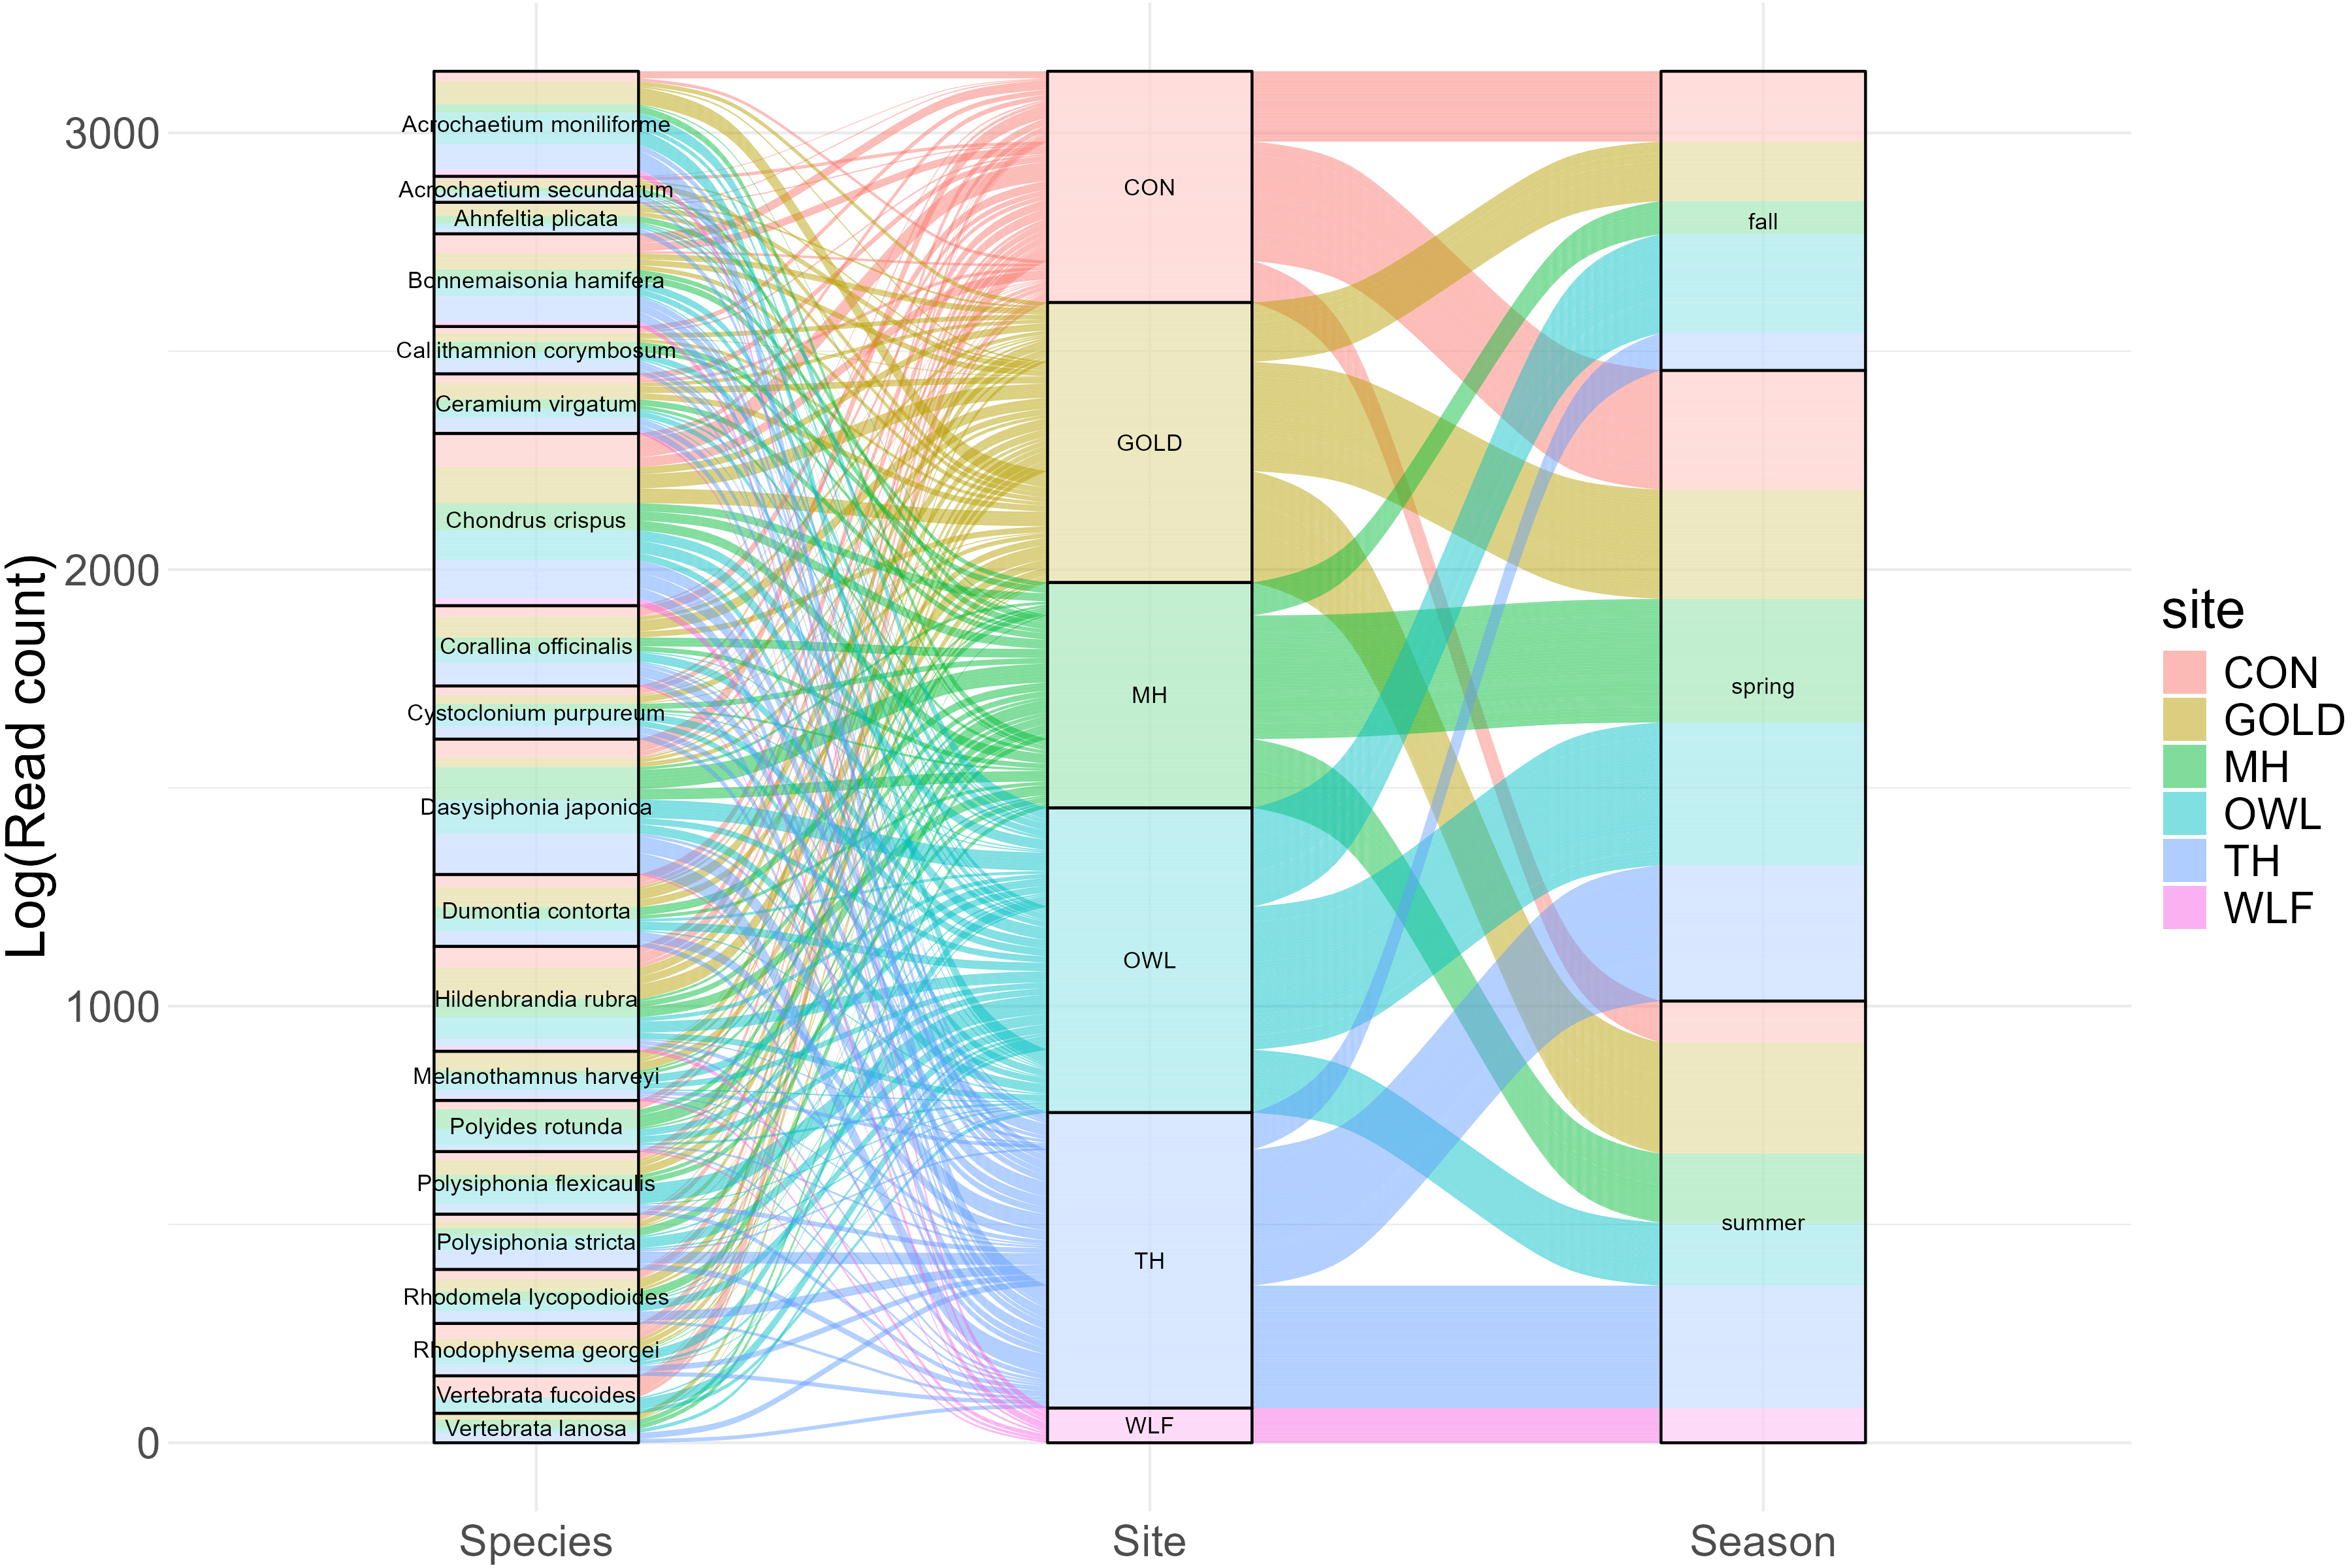 Log(Read count)
3000
2000
1000
0
Acrochaetium moniliforme
Acrochaetium secundatum
Ahnfeltia plicata
Bonnemaisonia hamifera
Callithamnion corymbosum
Ceramium virgatum
Chondrus crispus
Corallina officinalis
Cystoclonium purpureum
Dasysiphonia japonica
Dumontia contorta
Hildenbrandia rubra
Melanothamnus harveyi
Polyides rotunda
Polysiphonia flexicaulis
Polysiphonia stricta
Rhodomela lycopodioides
Rhodophysema georgei
Vertebrata fucoides
Vertebrata lanosa
CON
GOLD
MH
OWL
TH
WLF
fall
spring
summer
Species
Site
Season
site
CON
GOLD
MH
OWL
TH
WLF